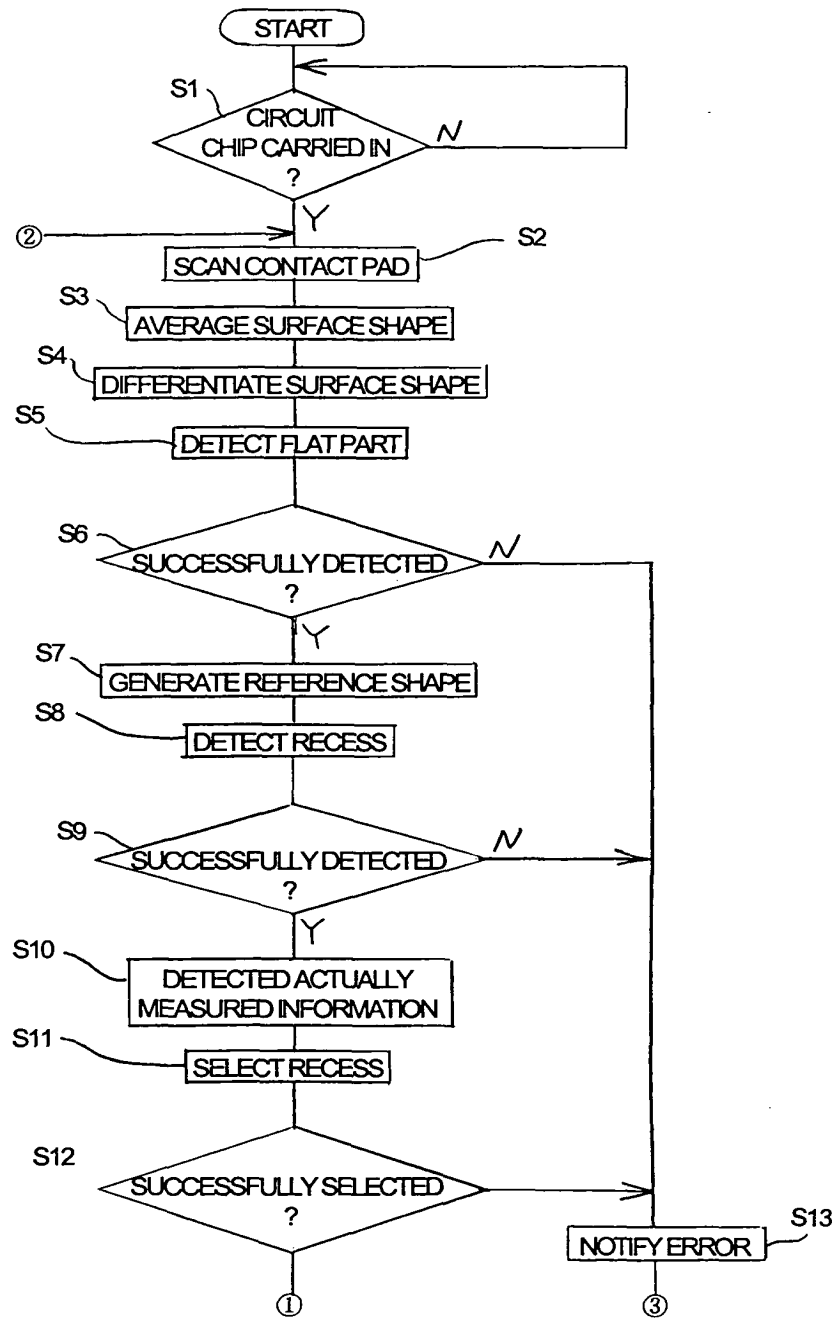 START
S1
CIRCUIT
CHIP CARRIED IN
?
N
Y
②
S2
SCAN CONTACT PAD
S3
AVERAGE SURFACE SHAPE
S4
DIFFERENTIATE SURFACE SHAPE
S5
DETECT FLAT PART
S6
SUCCESSFULLY DETECTED
?
N
Y
S7
GENERATE REFERENCE SHAPE
S8
DETECT RECESS
S9
SUCCESSFULLY DETECTED
?
N
Y
S10
DETECTED ACTUALLY
MEASURED INFORMATION
S11
SELECT RECESS
S12
SUCCESSFULLY SELECTED
?
S13
NOTIFY ERROR
①
③